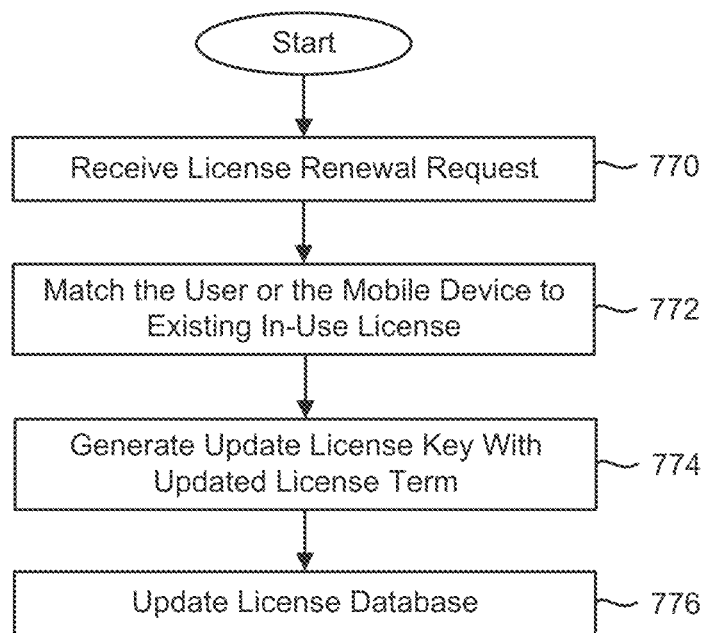 Start
Receive License Renewal Request
770
Match the User or the Mobile Device to
Existing In-Use License
772
Generate Update License Key With
Updated License Term
774
Update License Database
776